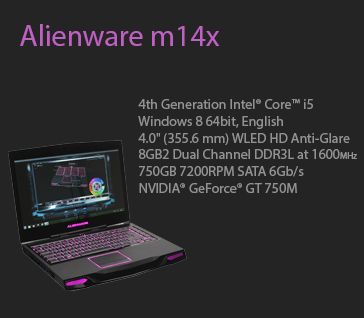 Alienware m14x
4th Generation Intel® Core™ i5
Windows 8 64bit, English
4.0" (355.6 mm) WLED HD Anti-Glare
8GB2 Dual Channel DDR3L at 1600MHz
750GB 7200RPM SATA 6Gb/s
NVIDIA® GeForce® GT 750M
ALIENWARE